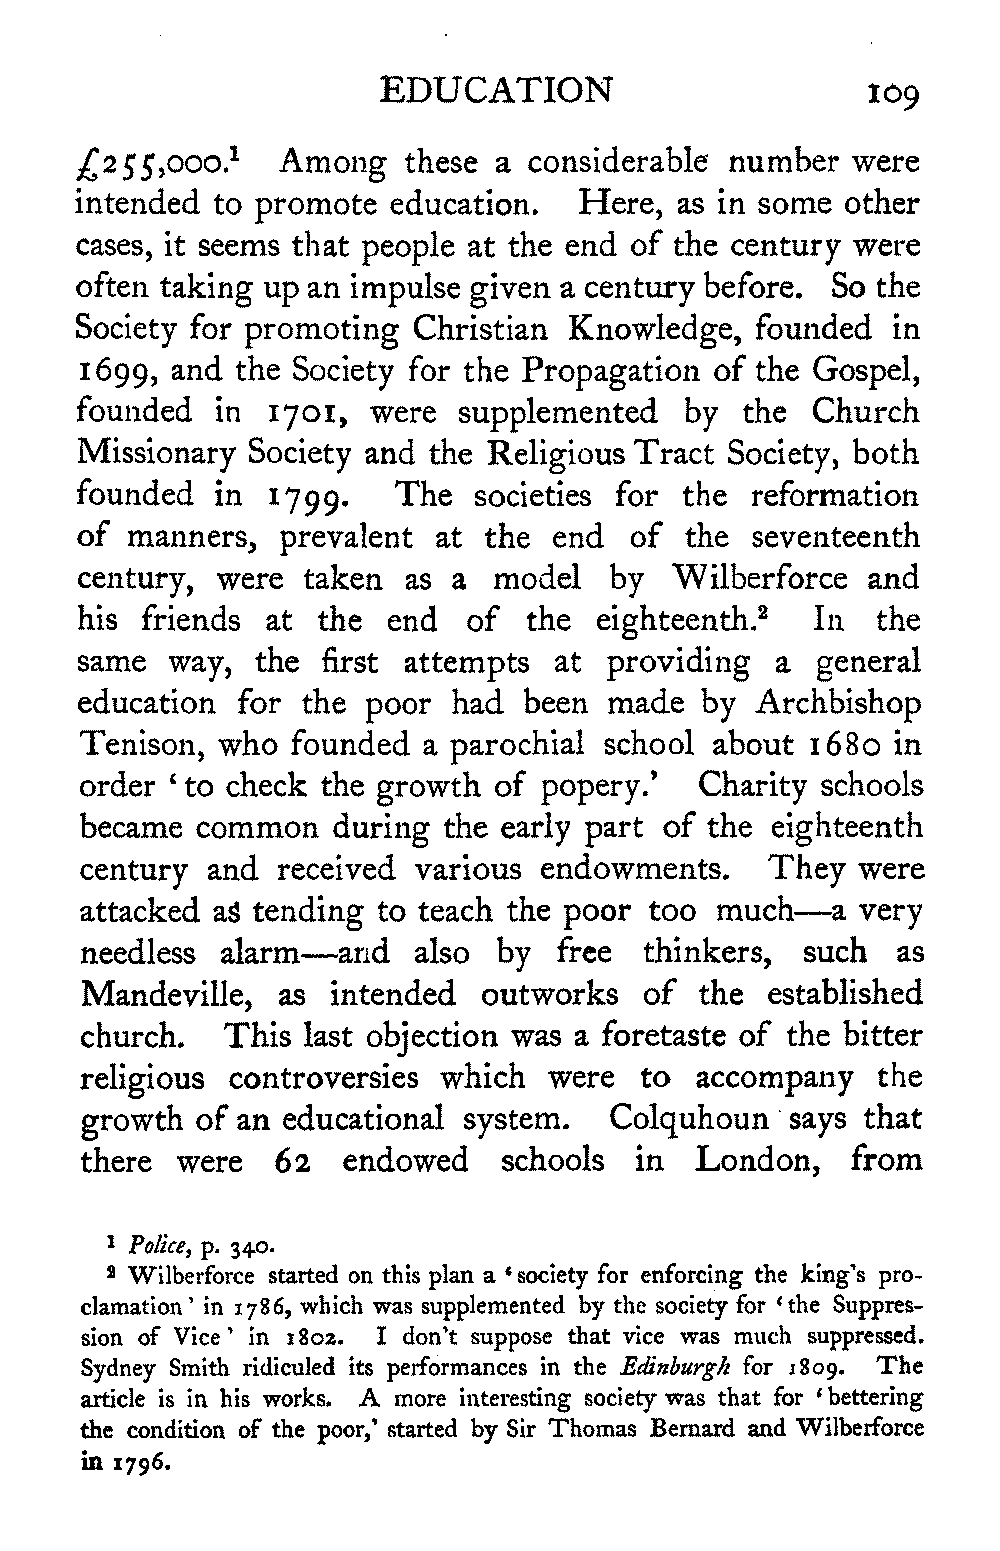 EDUCATION 109
£255,000.¹ Among these a considerable number were
intended to promote education. Here, as in some other
cases, it seems that people at the end of the century were
often taking up an impulse given a century before. So the
Society for promoting Christian Knowledge, founded in
1699, and the Society for the Propagation of the Gospel,
founded in 1701, were supplemented by the Church
Missionary Society and the Religious Tract Society, both
founded in 1799. The societies for the reformation
of manners, prevalent at the end of the seventeenth
century, were taken as a model by Wilberforce and
his friends at the end of the eighteenth.² In the
same way, the first attempts at providing a general
education for the poor had been made by Archbishop
Tenison, who founded a parochial school about 1680 in
order ‘to check the growth of popery.’ Charity schools
became common during the early part of the eighteenth
century and received various endowments. They were
attacked as tending to teach the poor too much—a very
needless alarm—and also by free thinkers, such as
Mandeville, as intended outworks of the established
church. This last objection was a foretaste of the bitter
religious controversies which were to accompany the
growth of an educational system. Colquhoun says that
there were 62 endowed schools in London, from
¹ Police, p. 340.
² Wilberforce started on this plan a ‘society for enforcing the king's pro-
clamation’ in 1786, which was supplemented by the society for ‘the Suppres-
sion of Vice’ in 1802. I don't suppose that vice was much suppressed.
Sydney Smith ridiculed its performances in the Edinburgh for 1809. The
article is in his works. A more interesting society was that for ‘bettering
the condition of the poor,’ started by Sir Thomas Bernard and Wilberforce
in 1796.